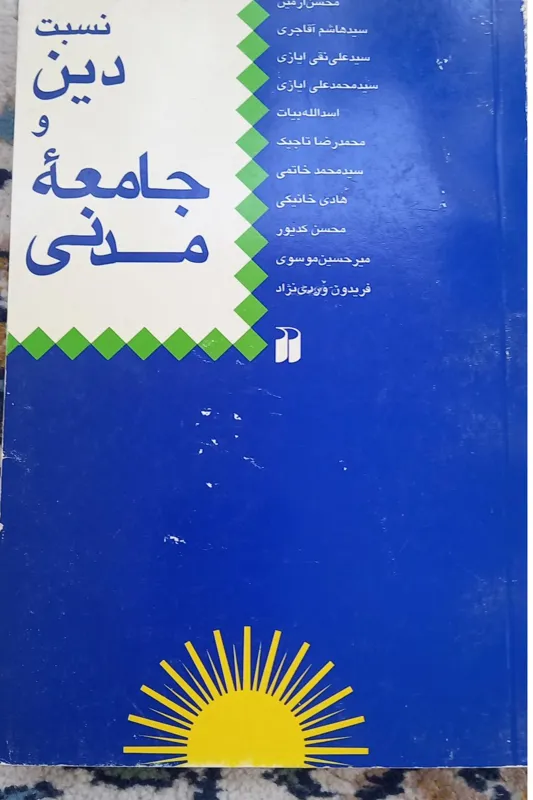 نسبت
دین
و
جامعهٔ
مدنی
محسن آرمین
سیدهاشم آقاجری
سیدعلی‌نقی ایازی
سیدمحمدعلی ایازی
اسدالله بیات
محمدرضا تاجیک
سیدمحمد خاتمی
هادی خانیکی
محسن کدیور
میرحسین موسوی
فریدون وردی‌نژاد